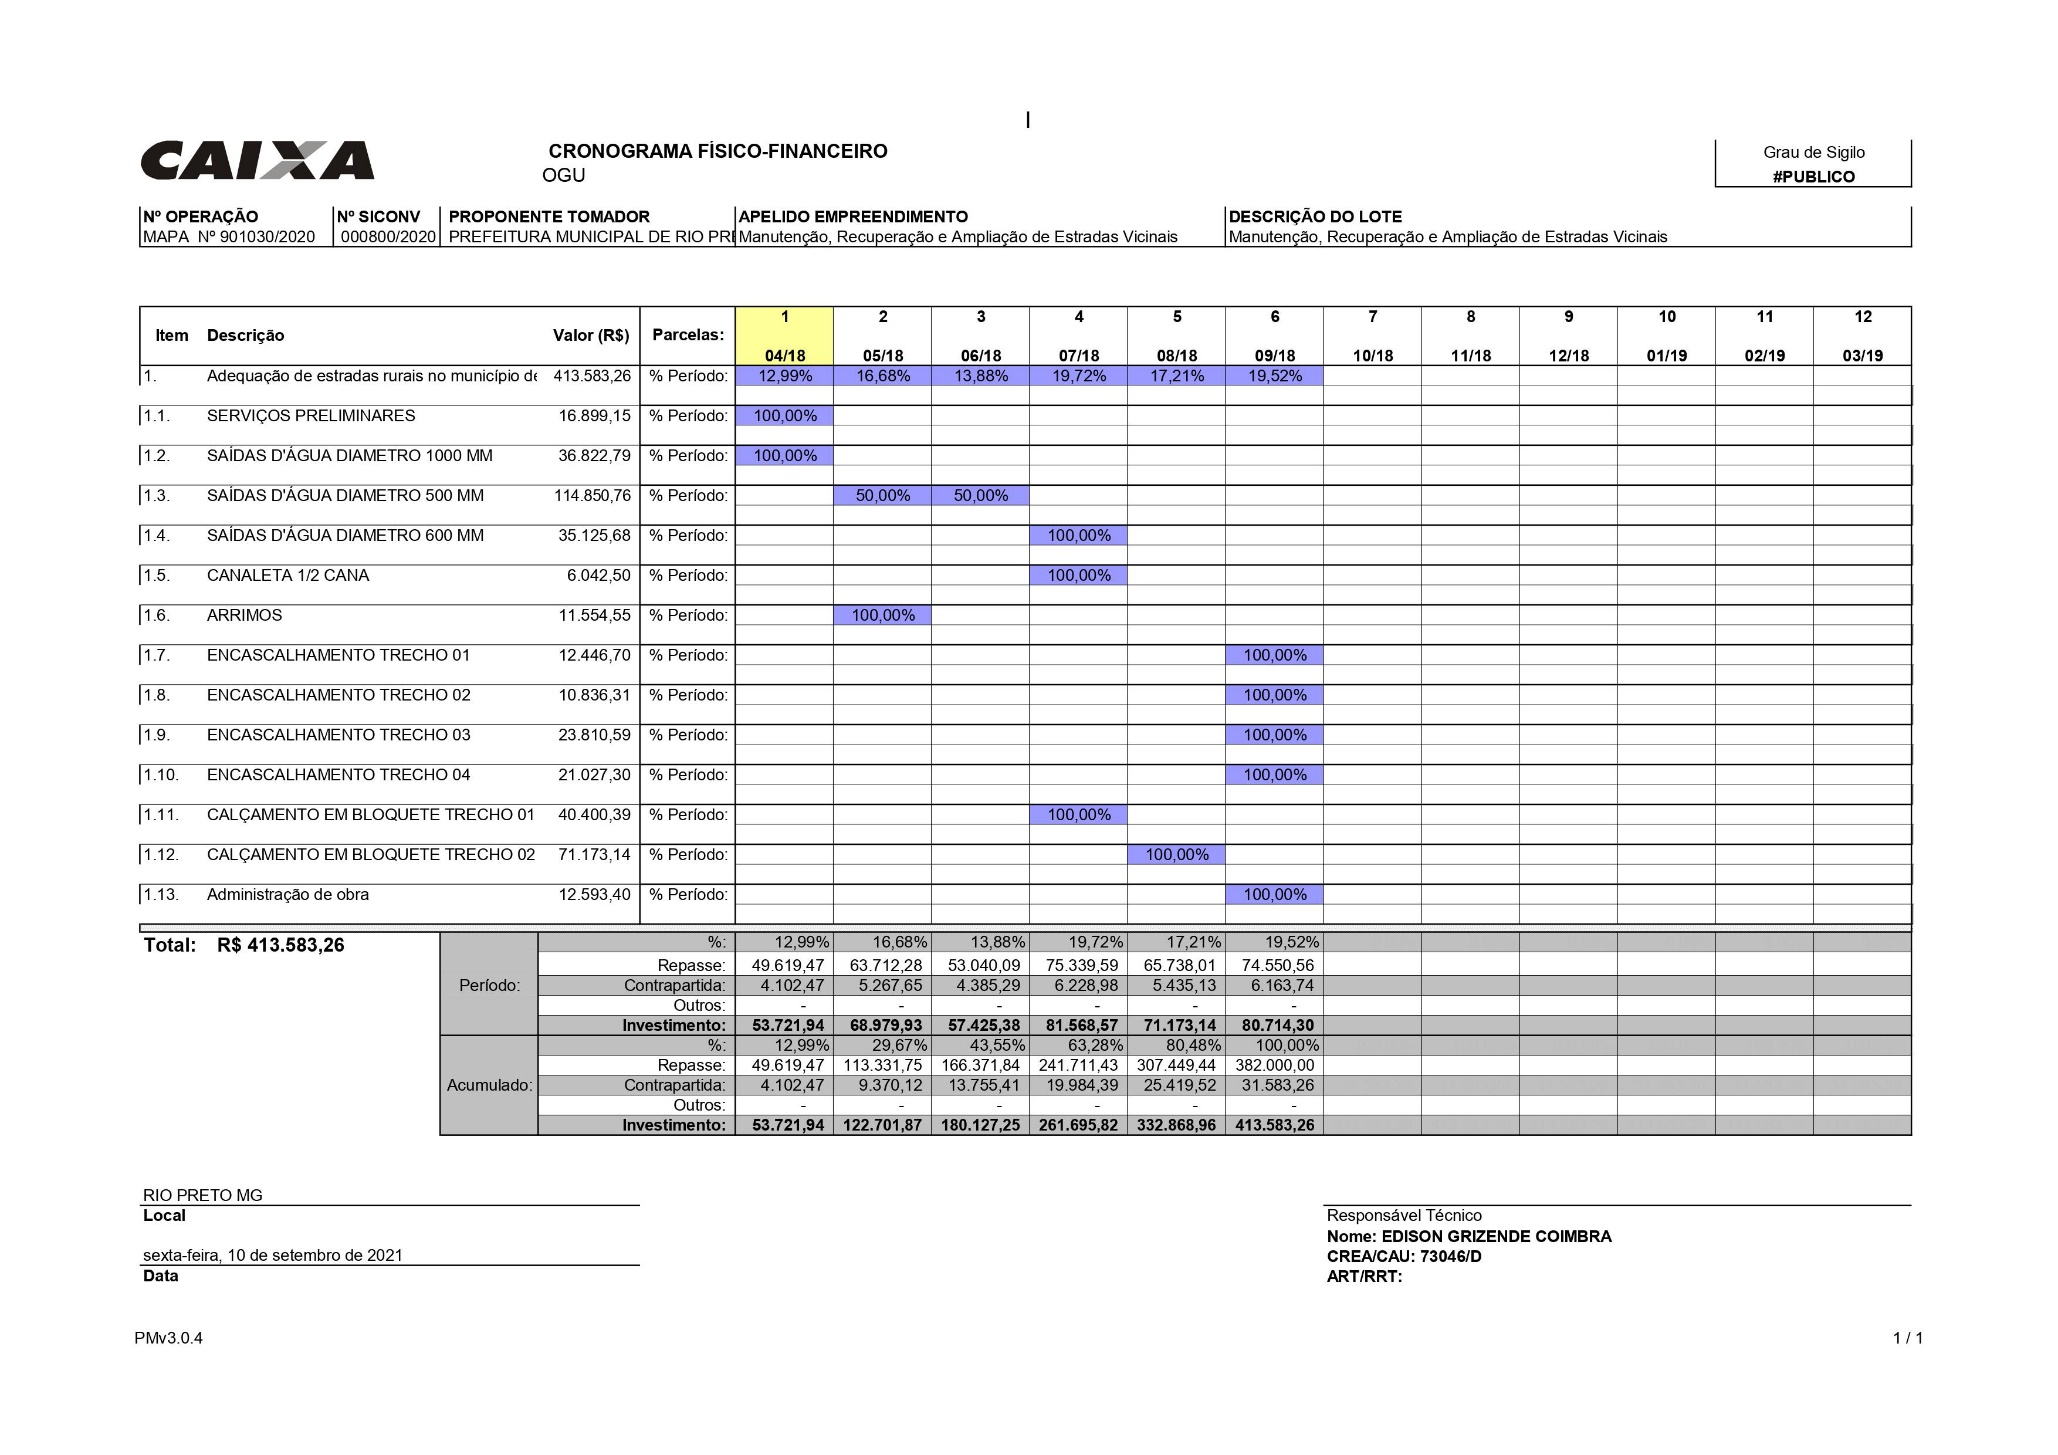 CAIXA
CRONOGRAMA FÍSICO-FINANCEIRO
OGU
Grau de Sigilo
#PUBLICO
Nº OPERAÇÃO Nº SICONV PROPONENTE TOMADOR APELIDO EMPREENDIMENTO DESCRIÇÃO DO LOTE
MAPA Nº 901030/2020 000800/2020 PREFEITURA MUNICIPAL DE RIO PRE Manutenção, Recuperação e Ampliação de Estradas Vicinais Manutenção, Recuperação e Ampliação de Estradas Vicinais
1 2 3 4 5 6 7 8 9 10 11 12
Item Descrição Valor (R$) Parcelas:
04/18 05/18 06/18 07/18 08/18 09/18 10/18 11/18 12/18 01/19 02/19 03/19
1. Adequação de estradas rurais no município de 413.583,26 % Período: 12,99% 16,68% 13,88% 19,72% 17,21% 19,52%
1.1. SERVIÇOS PRELIMINARES 16.899,15 % Período: 100,00%
1.2. SAÍDAS D'ÁGUA DIAMETRO 1000 MM 36.822,79 % Período: 100,00%
1.3. SAÍDAS D'ÁGUA DIAMETRO 500 MM 114.850,76 % Período: 50,00% 50,00%
1.4. SAÍDAS D'ÁGUA DIAMETRO 600 MM 35.125,68 % Período: 100,00%
1.5. CANALETA 1/2 CANA 6.042,50 % Período: 100,00%
1.6. ARRIMOS 11.554,55 % Período: 100,00%
1.7. ENCASCALHAMENTO TRECHO 01 12.446,70 % Período: 100,00%
1.8. ENCASCALHAMENTO TRECHO 02 10.836,31 % Período: 100,00%
1.9. ENCASCALHAMENTO TRECHO 03 23.810,59 % Período: 100,00%
1.10. ENCASCALHAMENTO TRECHO 04 21.027,30 % Período: 100,00%
1.11. CALÇAMENTO EM BLOQUETE TRECHO 01 40.400,39 % Período: 100,00%
1.12. CALÇAMENTO EM BLOQUETE TRECHO 02 71.173,14 % Período: 100,00%
1.13. Administração de obra 12.593,40 % Período: 100,00%
Total: R$ 413.583,26
Período:
%: 12,99% 16,68% 13,88% 19,72% 17,21% 19,52%
Repasse: 49.619,47 63.712,28 53.040,09 75.339,59 65.738,01 74.550,56
Contrapartida: 4.102,47 5.267,65 4.385,29 6.228,98 5.435,13 6.163,74
Outros: - - - - - -
Investimento: 53.721,94 68.979,93 57.425,38 81.568,57 71.173,14 80.714,30
Acumulado:
%: 12,99% 29,67% 43,55% 63,28% 80,48% 100,00%
Repasse: 49.619,47 113.331,75 166.371,84 241.711,43 307.449,44 382.000,00
Contrapartida: 4.102,47 9.370,12 13.755,41 19.984,39 25.419,52 31.583,26
Outros: - - - - - -
Investimento: 53.721,94 122.701,87 180.127,25 261.695,82 332.868,96 413.583,26
RIO PRETO MG
Local
sexta-feira, 10 de setembro de 2021
Data
Responsável Técnico
Nome: EDISON GRIZENDE COIMBRA
CREA/CAU: 73046/D
ART/RRT:
PMv3.0.4
1 / 1